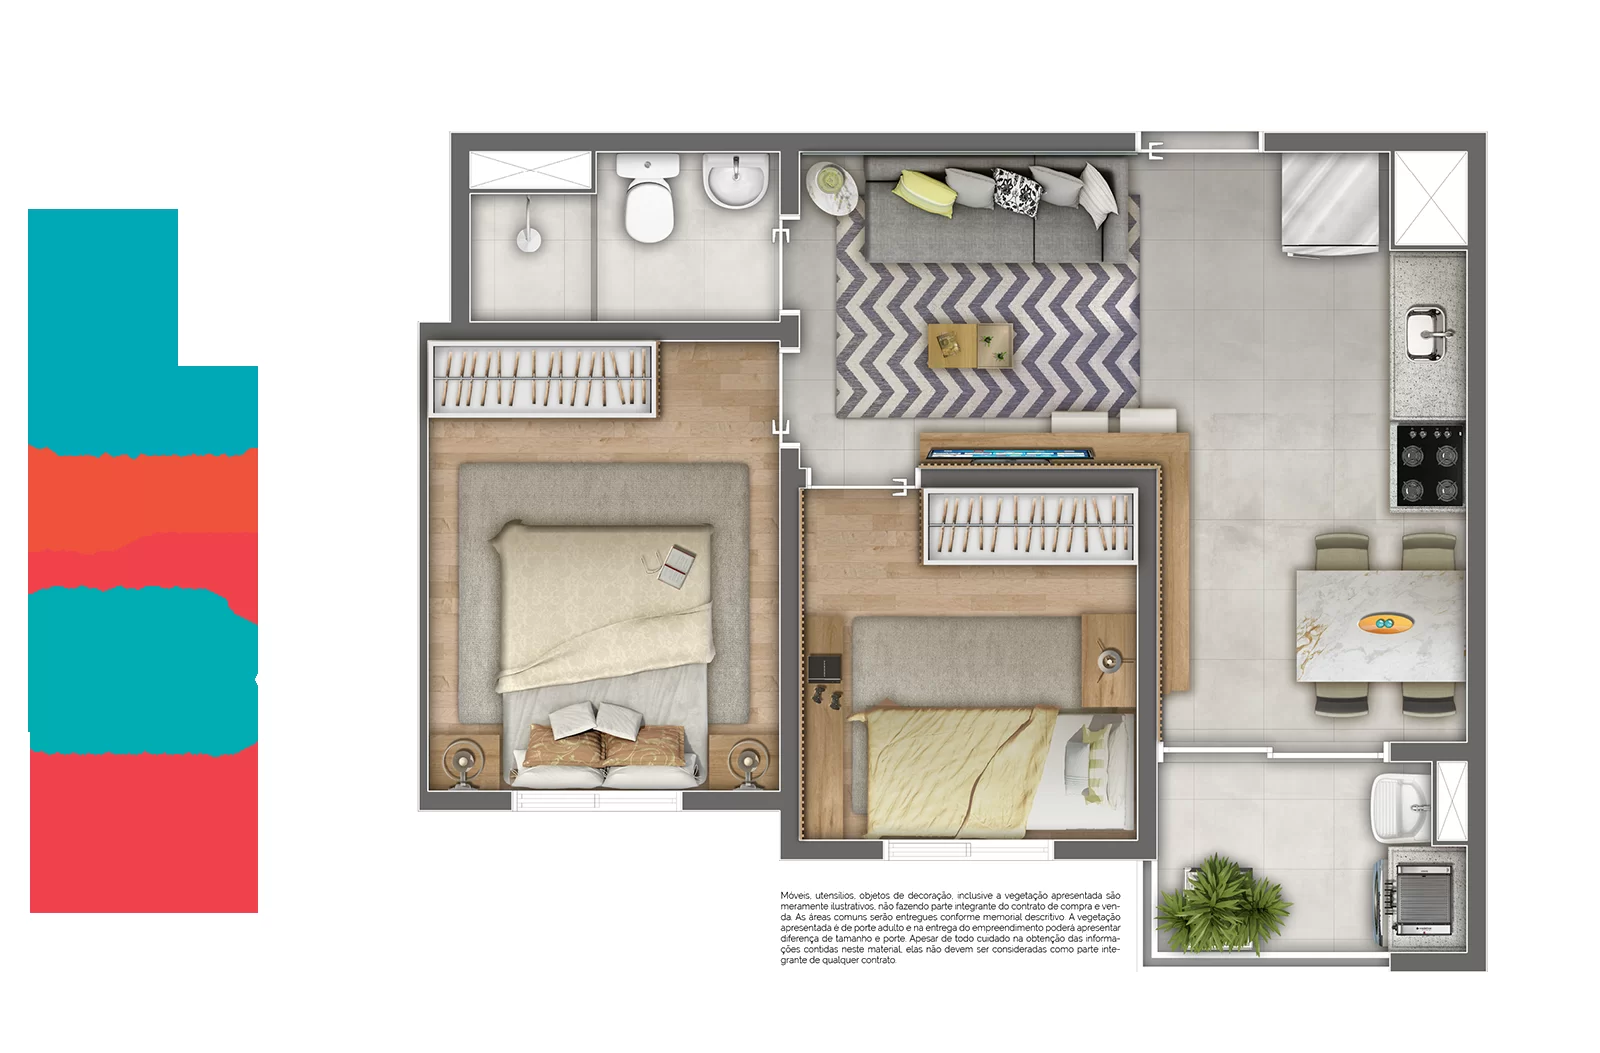 Móveis, utensílios, objetos de decoração, inclusive a vegetação apresentada são
meramente ilustrativos, não fazendo parte integrante do contrato de compra e ven-
da. As áreas comuns serão entregues conforme memorial descritivo. A vegetação
apresentada é de porte adulto e na entrega do empreendimento poderá apresentar
diferença de tamanho e porte. Apesar de todo cuidado na obtenção das informa-
ções contidas neste material, elas não devem ser consideradas como parte inte-
grante de qualquer contrato.